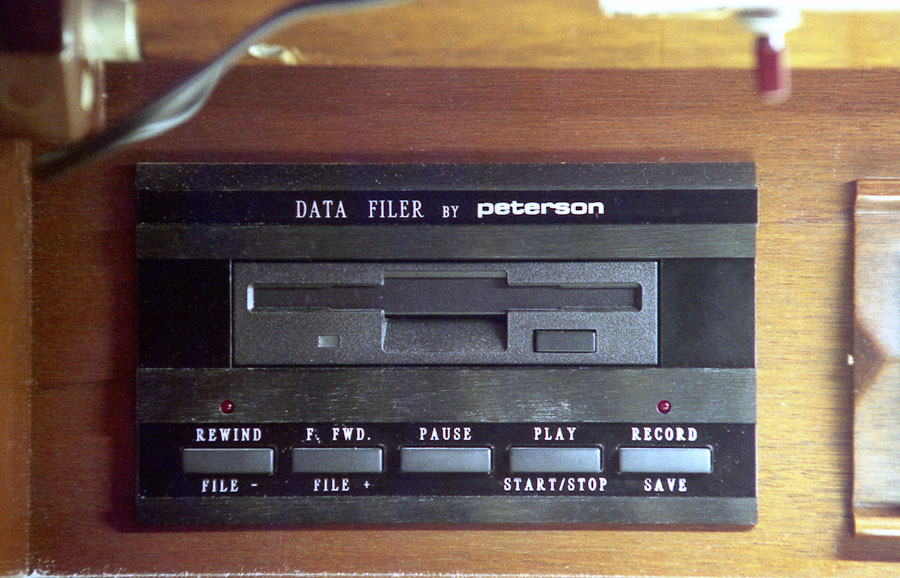 DATA FILER BY peterson
REWIND F. FWD. PAUSE PLAY RECORD
FILE - FILE + START/STOP SAVE